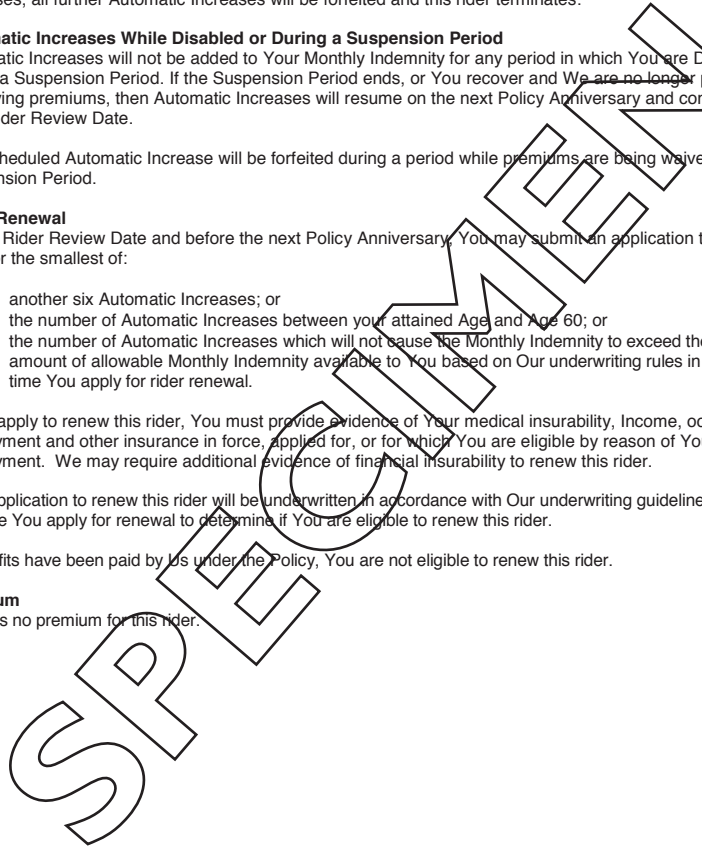 ses, all further Automatic Increases will be forfeited and this rider terminates.
matic Increases While Disabled or During a Suspension Period
atic Increases will not be added to Your Monthly Indemnity for any period in which You are D
a Suspension Period. If the Suspension Period ends, or You recover and We are no longer
ing premiums, then Automatic Increases will resume on the next Policy Anniversary and con
der Review Date.
heduled Automatic Increase will be forfeited during a period while premiums are being waive
nsion Period.
Renewal
Rider Review Date and before the next Policy Anniversary, You may submit an application t
r the smallest of:
another six Automatic Increases; or
the number of Automatic Increases between your attained Age and Age 60; or
the number of Automatic Increases which will not cause the Monthly Indemnity to exceed the
amount of allowable Monthly Indemnity available to You based on Our underwriting rules in
time You apply for rider renewal.
apply to renew this rider, You must provide evidence of Your medical insurability, Income, oc
yment and other insurance in force, applied for, or for which You are eligible by reason of You
yment. We may require additional evidence of financial insurability to renew this rider.
pplication to renew this rider will be underwritten in accordance with Our underwriting guideline
e You apply for renewal to determine if You are eligible to renew this rider.
fits have been paid by Us under the Policy, You are not eligible to renew this rider.
um
s no premium for this rider.
SPECIMEN